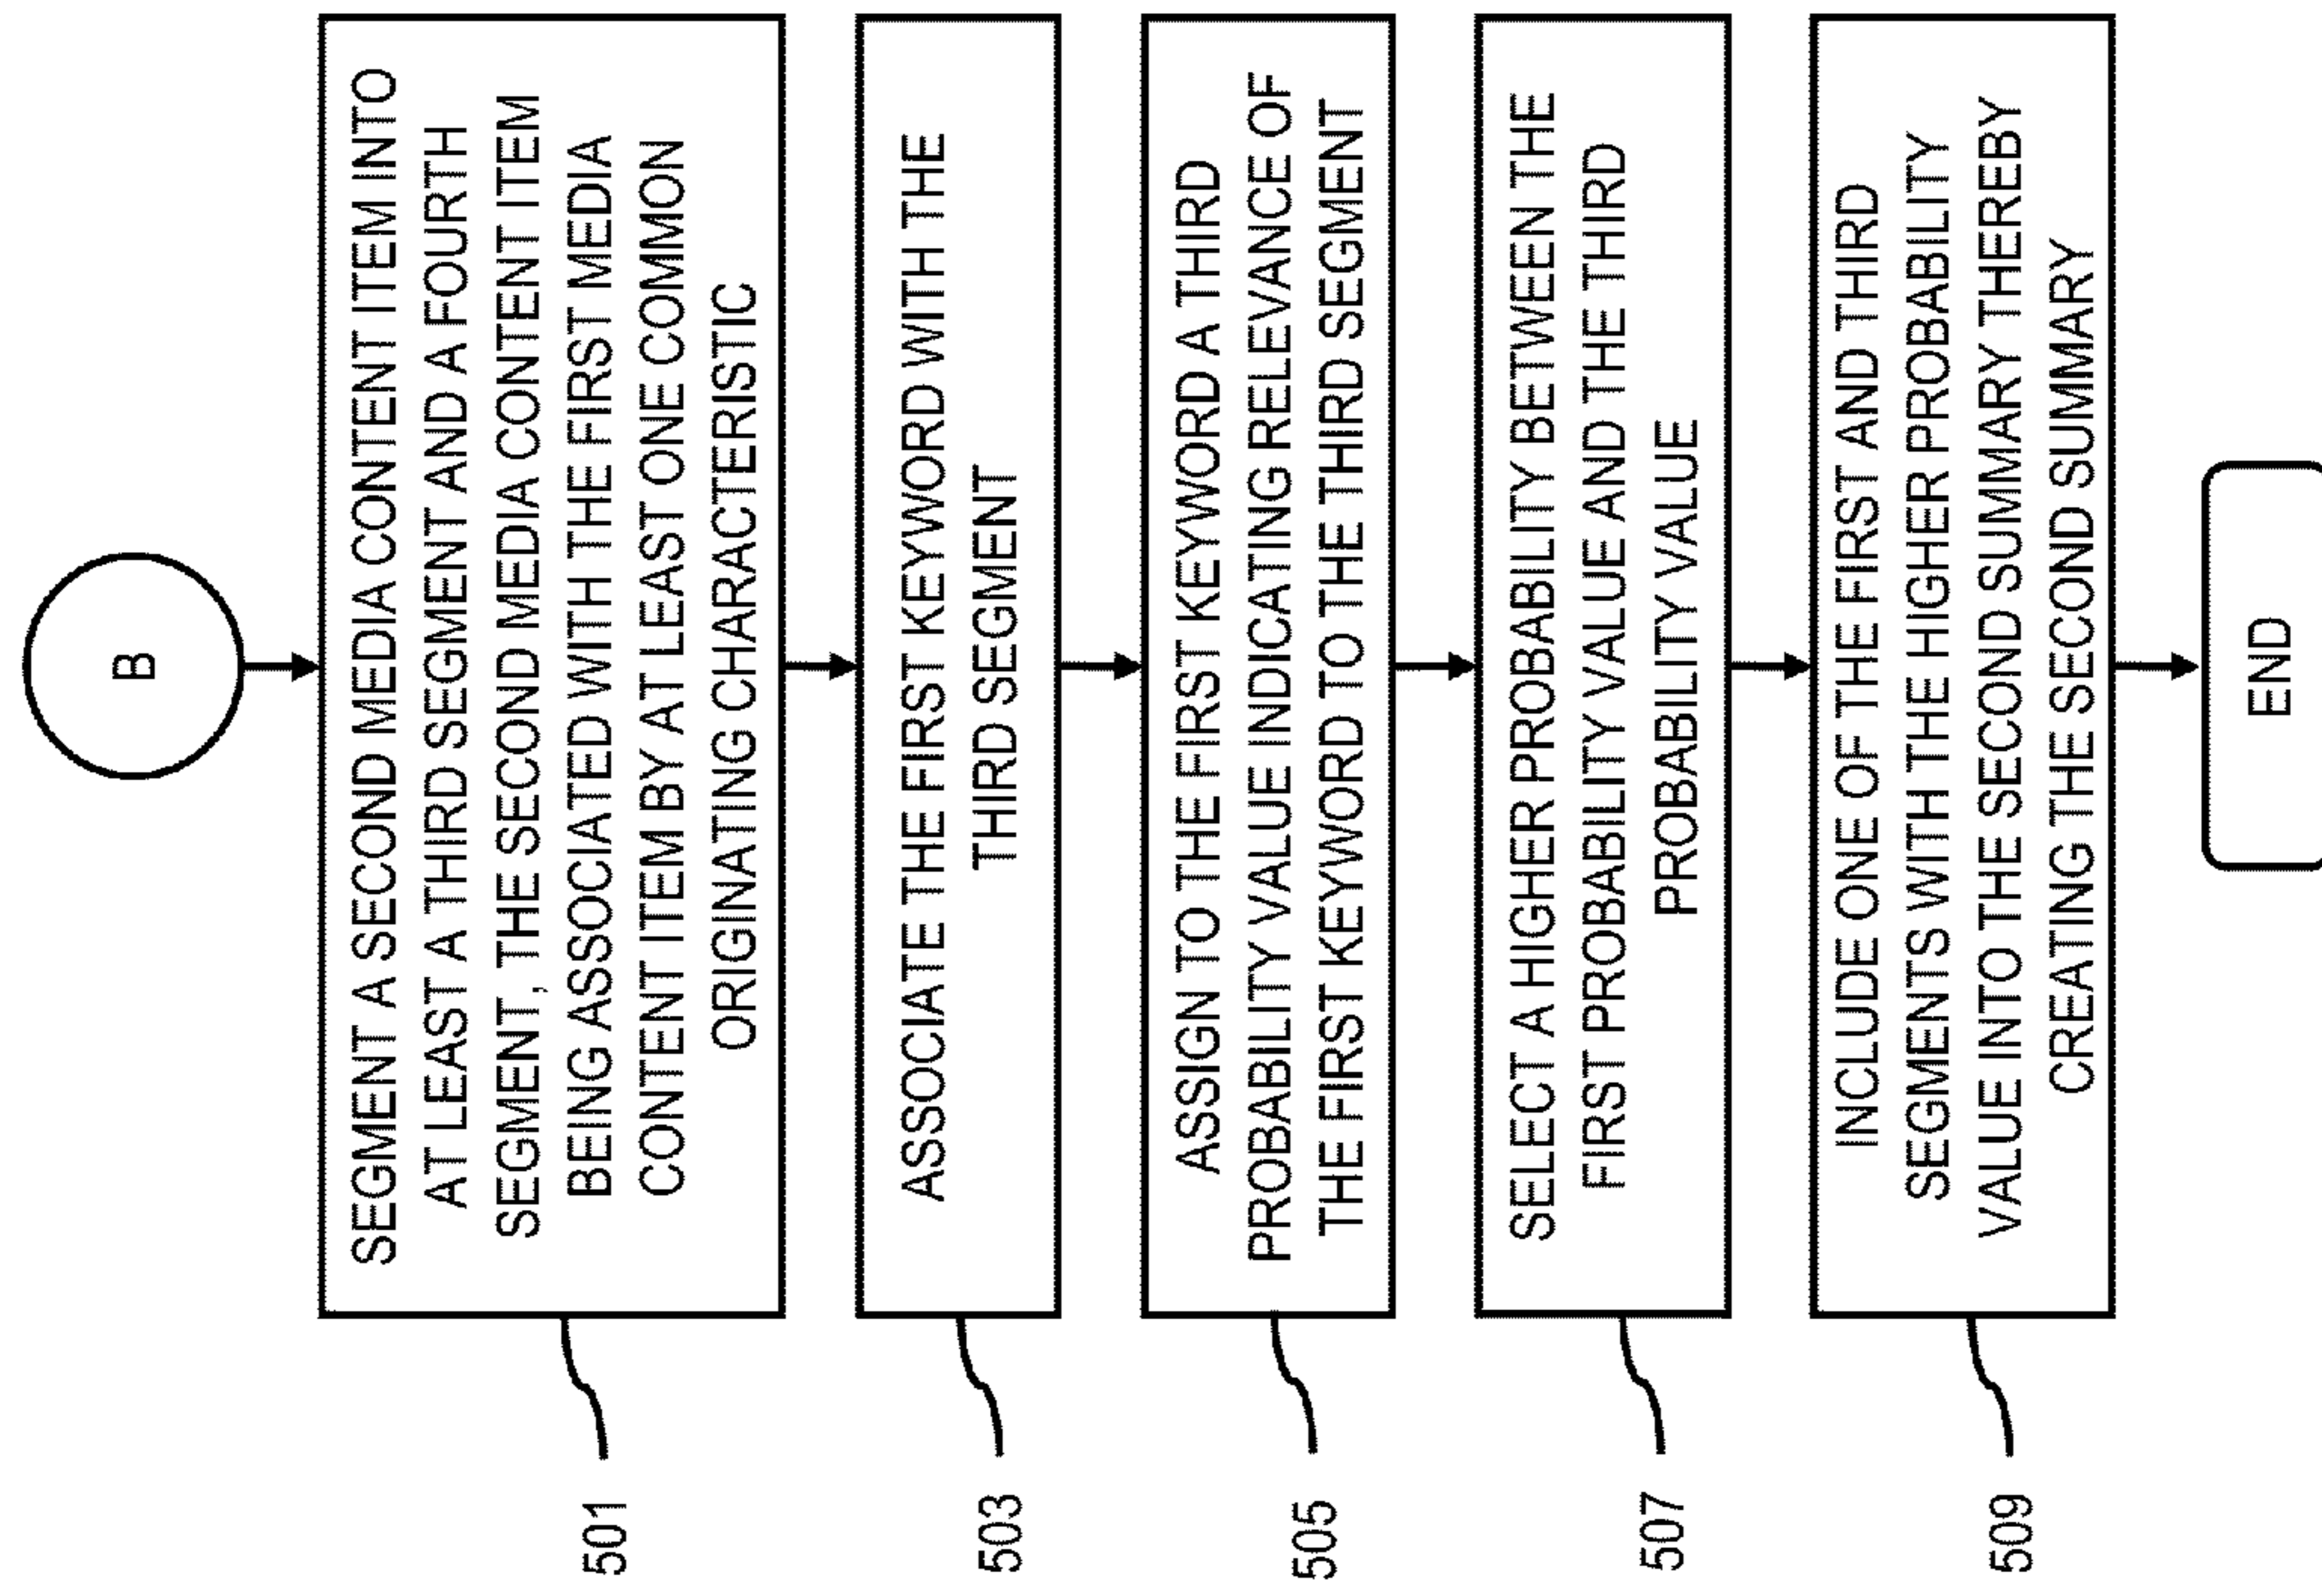 B
SEGMENT A SECOND MEDIA CONTENT ITEM INTO
AT LEAST A THIRD SEGMENT AND A FOURTH
SEGMENT, THE SECOND MEDIA CONTENT ITEM
BEING ASSOCIATED WITH THE FIRST MEDIA
CONTENT ITEM BY AT LEAST ONE COMMON
ORIGINATING CHARACTERISTIC
501
ASSOCIATE THE FIRST KEYWORD WITH THE
THIRD SEGMENT
503
ASSIGN TO THE FIRST KEYWORD A THIRD
PROBABILITY VALUE INDICATING RELEVANCE OF
THE FIRST KEYWORD TO THE THIRD SEGMENT
505
SELECT A HIGHER PROBABILITY BETWEEN THE
FIRST PROBABILITY VALUE AND THE THIRD
PROBABILITY VALUE
507
INCLUDE ONE OF THE FIRST AND THIRD
SEGMENTS WITH THE HIGHER PROBABILITY
VALUE INTO THE SECOND SUMMARY THEREBY
CREATING THE SECOND SUMMARY
509
END